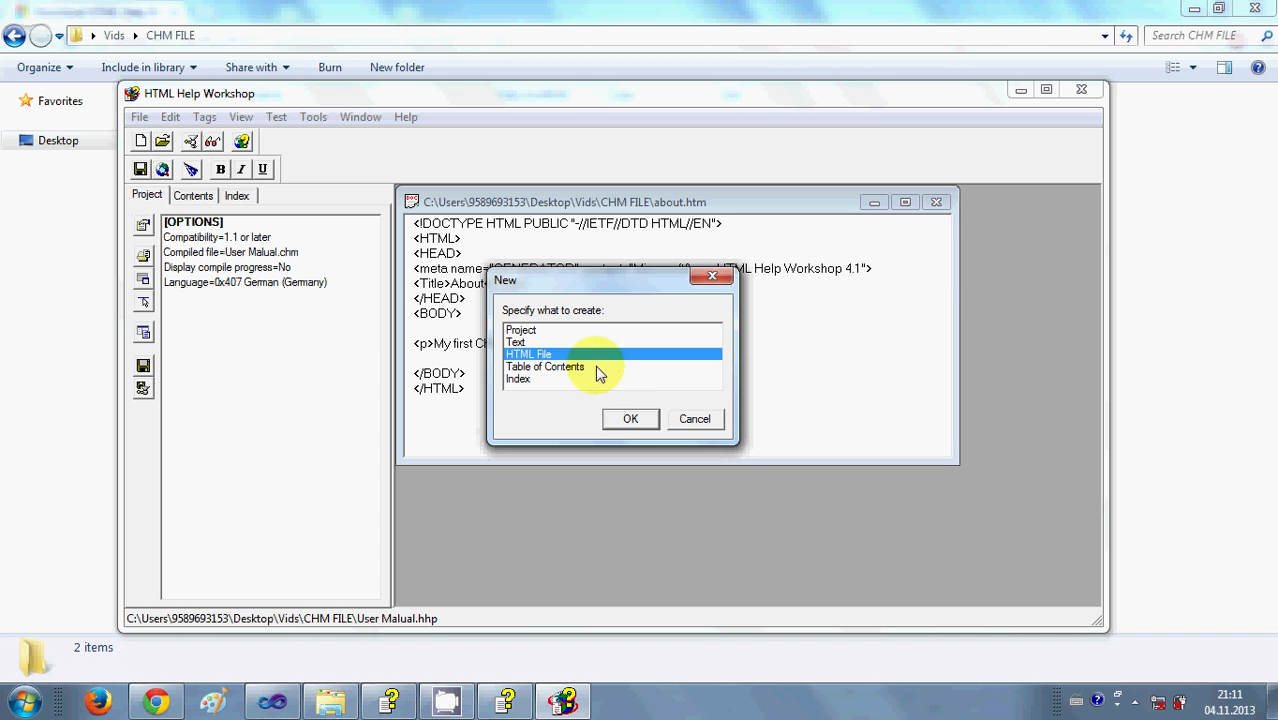 Vids
CHM FILE
Search CHM FILE
Organize
Include in library
Share with
Burn
New folder
Favorites
Desktop
HTML Help Workshop
File Edit Tags View Test Tools Window Help
B I U
Project Contents Index
[OPTIONS]
Compatibility=1.1 or later
Compiled file=User Malual.chm
Display compile progress=No
Language=0x407 German (Germany)
C:\Users\9589693153\Desktop\Vids\CHM FILE\about.htm
<!DOCTYPE HTML PUBLIC "-//IETF//DTD HTML//EN">
<HTML>
<HEAD>
<meta name="GENERATOR" HTML Help Workshop 4.1">
<Title>About
</HEAD>
<BODY>
<p>My first
</BODY>
</HTML>
New
Specify what to create:
Project
Text
HTML File
Table of Contents
Index
OK
Cancel
C:\Users\9589693153\Desktop\Vids\CHM FILE\User Malual.hhp
2 items
21:11
04.11.2013